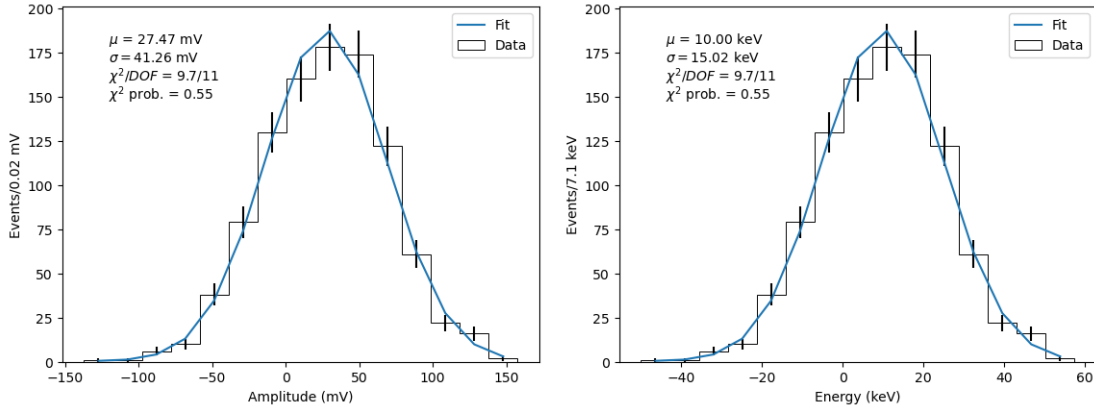 200
175
150
125
100
75
50
25
0
Events/0.02 mV
μ = 27.47 mV
σ = 41.26 mV
χ²/DOF = 9.7/11
χ² prob. = 0.55
Fit
Data
−150 −100 −50 0 50 100 150
Amplitude (mV)
200
175
150
125
100
75
50
25
0
Events/7.1 keV
μ = 10.00 keV
σ = 15.02 keV
χ²/DOF = 9.7/11
χ² prob. = 0.55
Fit
Data
−40 −20 0 20 40 60
Energy (keV)